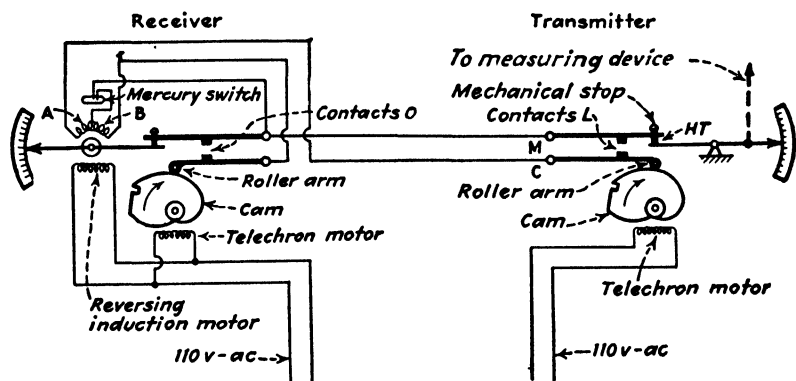 Receiver
Transmitter
To measuring device
Mechanical stop
Mercury switch
A
B
Contacts O
Contacts L
HT
M
C
Roller arm
Roller arm
Cam
Cam
Telechron motor
Telechron motor
Reversing
induction motor
110 v-ac
110 v-ac